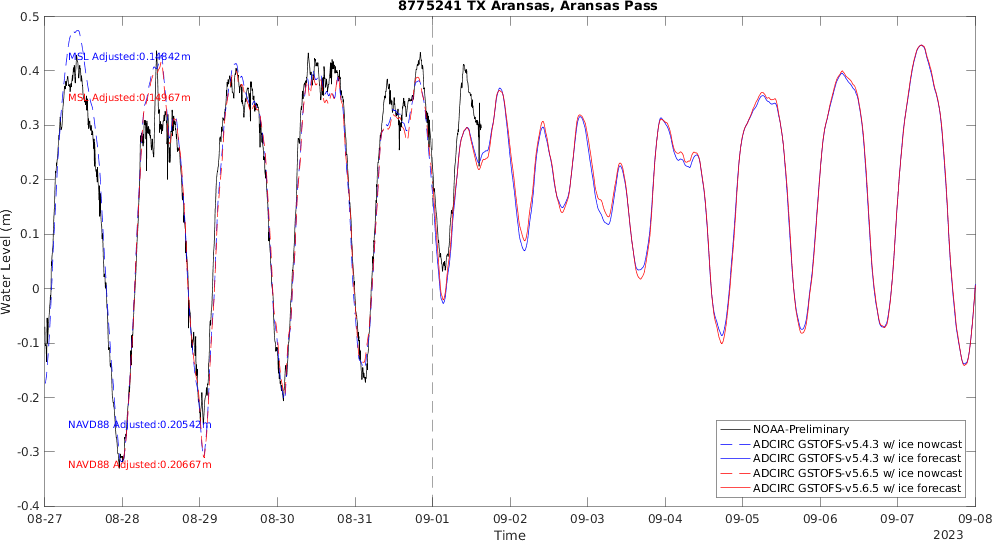 8775241 TX Aransas, Aransas Pass
0.5
0.4
0.3
0.2
0.1
0
-0.1
-0.2
-0.3
-0.4
Water Level (m)
MSL Adjusted:0.14842m
MSL Adjusted:0.14967m
NAVD88 Adjusted:0.20542m
NAVD88 Adjusted:0.20667m
NOAA-Preliminary
ADCIRC GSTOFS-v5.4.3 w/ ice nowcast
ADCIRC GSTOFS-v5.4.3 w/ ice forecast
ADCIRC GSTOFS-v5.6.5 w/ ice nowcast
ADCIRC GSTOFS-v5.6.5 w/ ice forecast
08-27 08-28 08-29 08-30 08-31 09-01 09-02 09-03 09-04 09-05 09-06 09-07 09-08
Time
2023